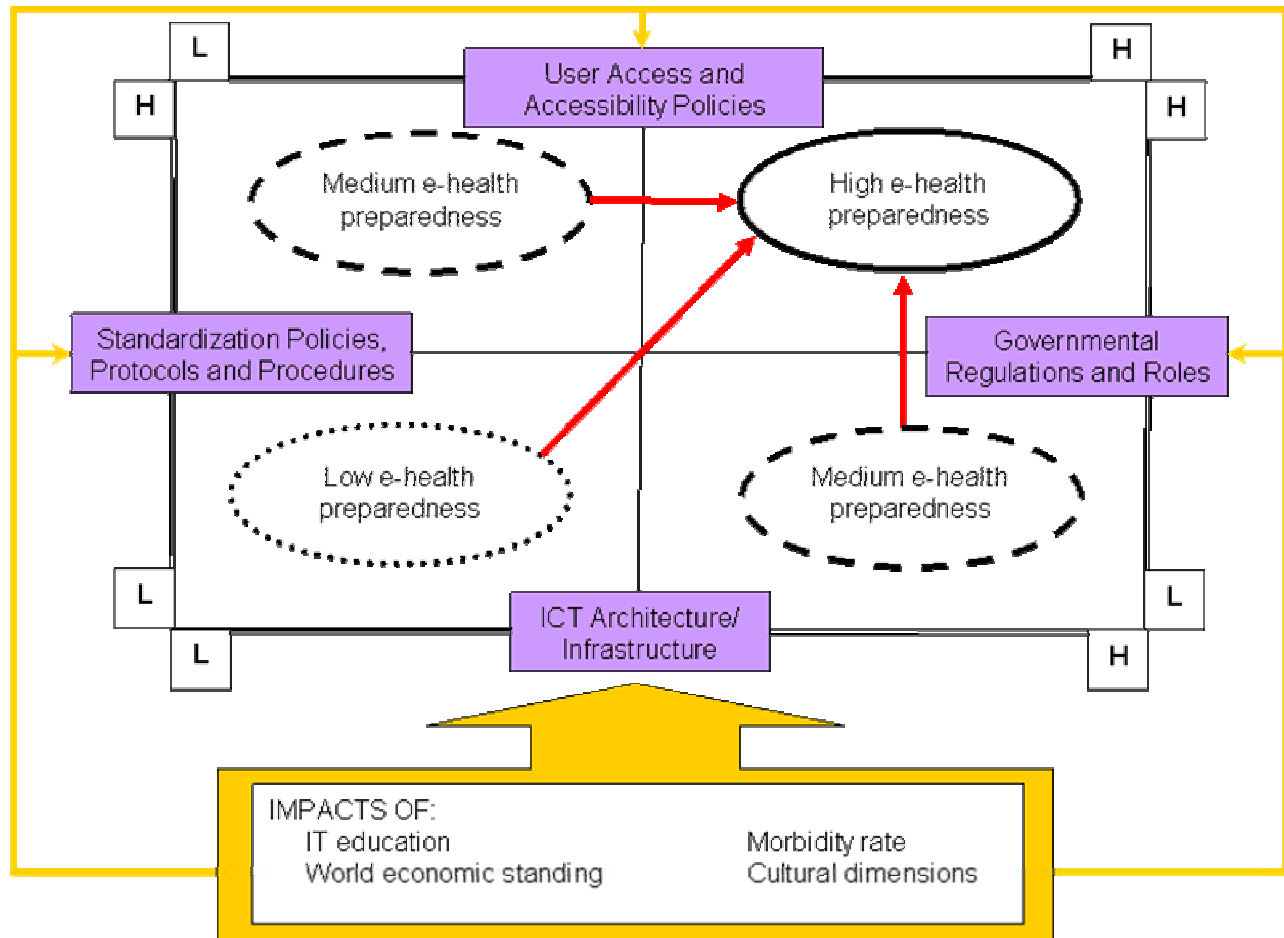 L
H
User Access and
Accessibility Policies
H
H
Medium e-health
preparedness
High e-health
preparedness
Standardization Policies,
Protocols and Procedures
Governmental
Regulations and Roles
Low e-health
preparedness
Medium e-health
preparedness
L
L
ICT Architecture/
Infrastructure
L
H
IMPACTS OF:
IT education
Morbidity rate
World economic standing
Cultural dimensions